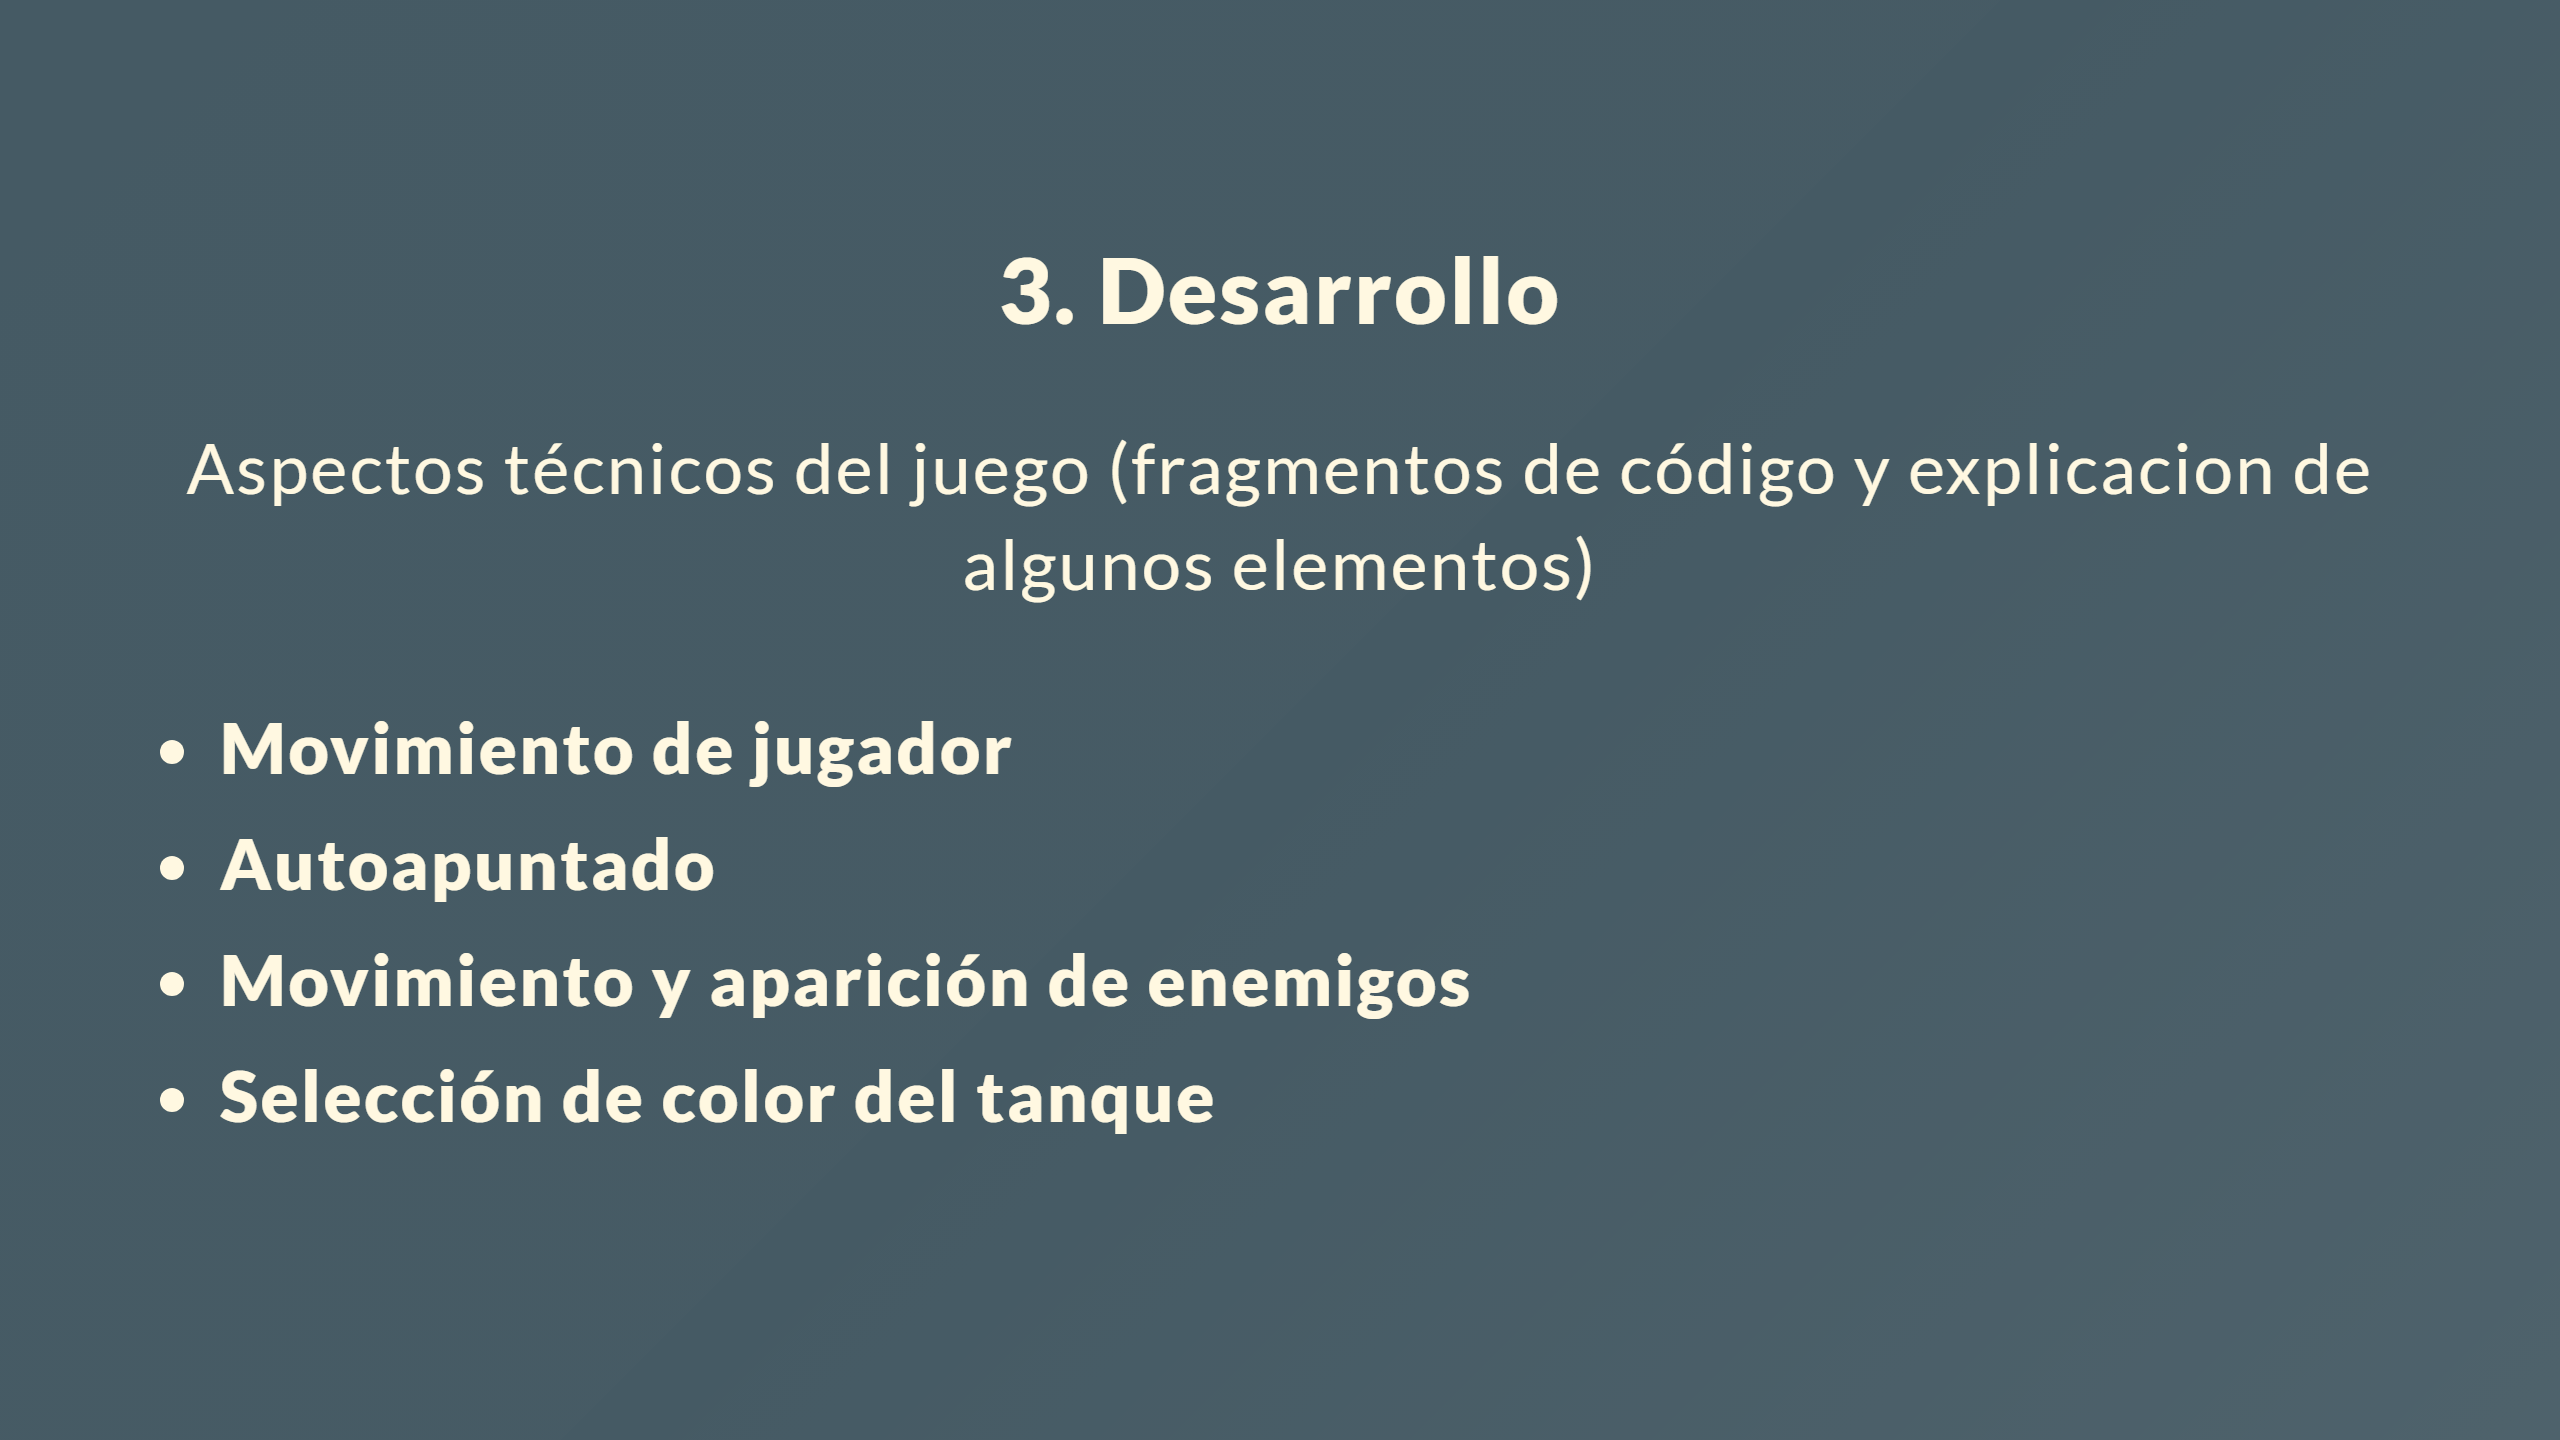 3. Desarrollo
Aspectos técnicos del juego (fragmentos de código y explicacion de
algunos elementos)
• Movimiento de jugador
• Autoapuntado
• Movimiento y aparición de enemigos
• Selección de color del tanque